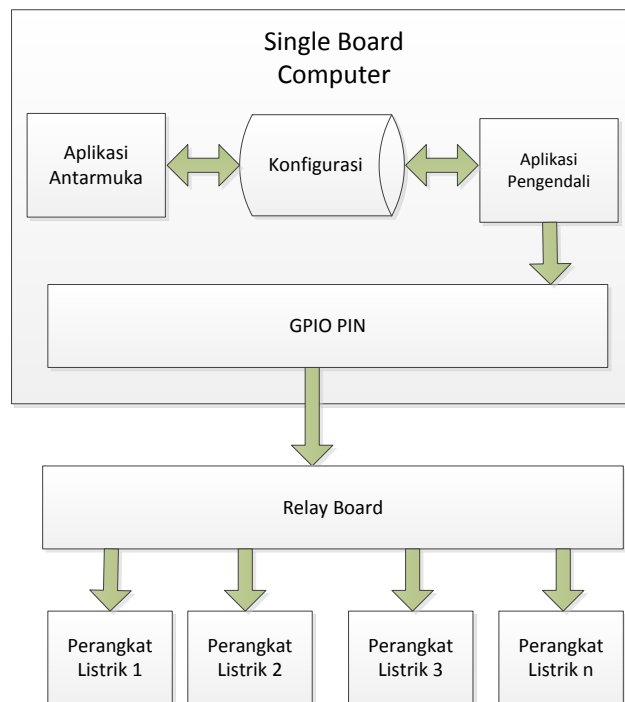 Single Board
Computer
Aplikasi
Antarmuka
Konfigurasi
Aplikasi
Pengendali
GPIO PIN
Relay Board
Perangkat
Listrik 1
Perangkat
Listrik 2
Perangkat
Listrik 3
Perangkat
Listrik n